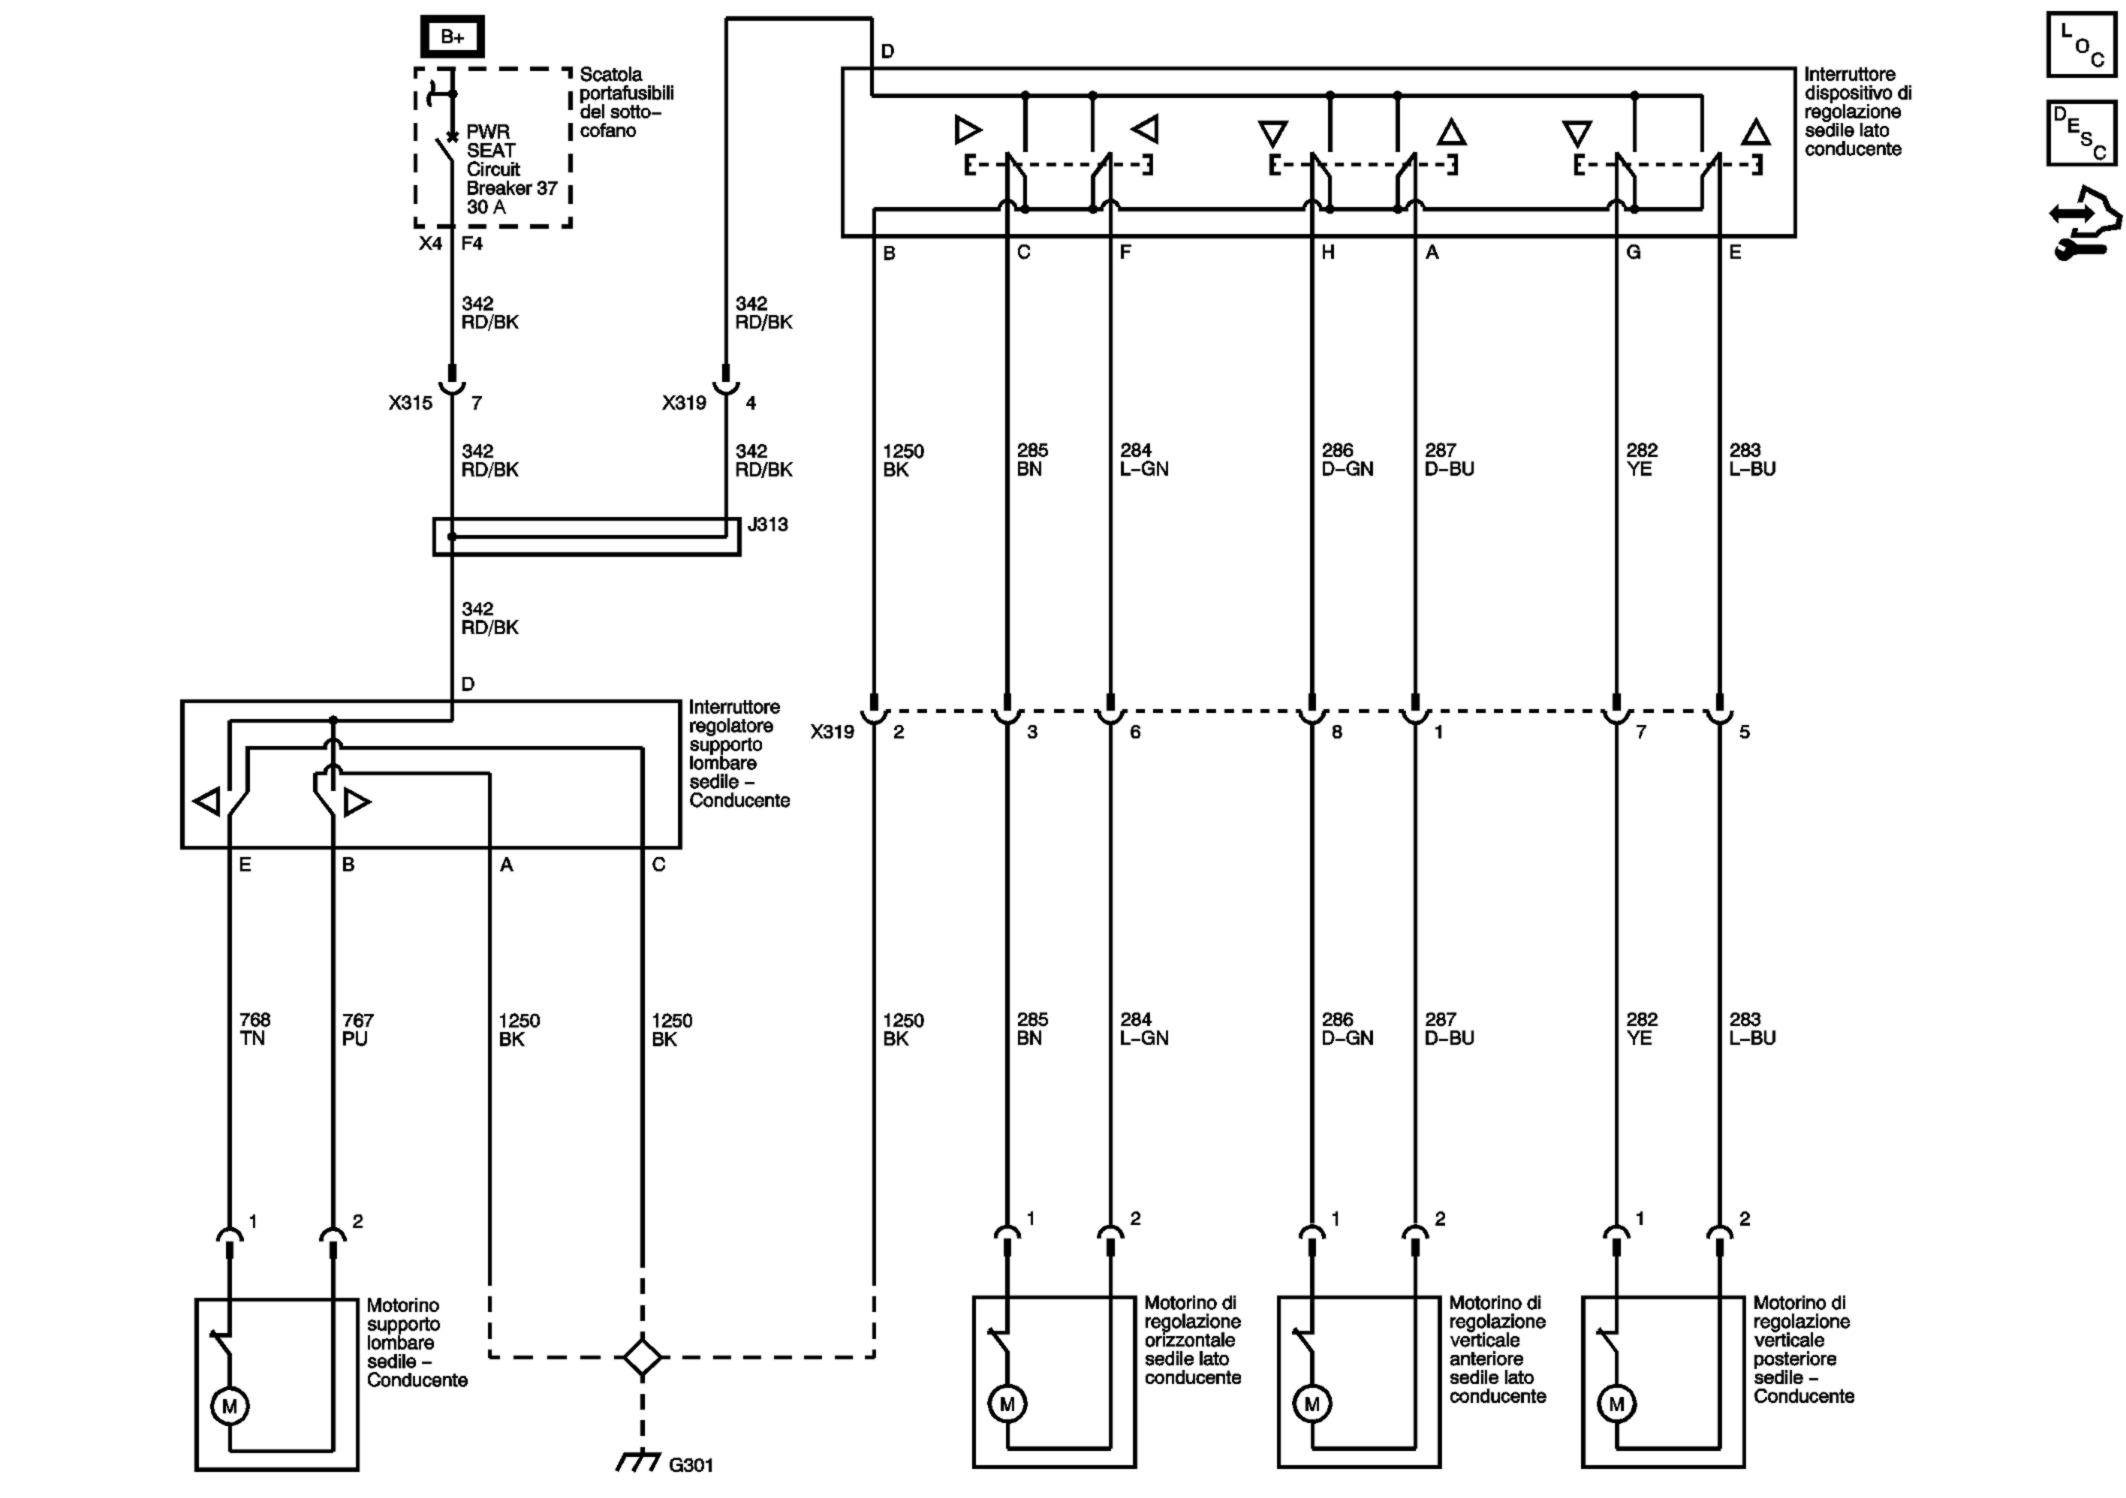 B+
Scatola
portafusibili
del sotto–
cofano
PWR
SEAT
Circuit
Breaker 37
30 A
X4 F4
342
RD/BK
X315 7
342
RD/BK
342
RD/BK
X319 4
342
RD/BK
J313
342
RD/BK
D
Interruttore
dispositivo di
regolazione
sedile lato
conducente
B C F H A G E
LOC
DESC
1250
BK
285
BN
284
L–GN
286
D–GN
287
D–BU
282
YE
283
L–BU
X319 2 3 6 8 1 7 5
D
Interruttore
regolatore
supporto
lombare
sedile –
Conducente
E B A C
768
TN
767
PU
1250
BK
1250
BK
1250
BK
285
BN
284
L–GN
286
D–GN
287
D–BU
282
YE
283
L–BU
1 2
1 2
1 2
1 2
Motorino
supporto
lombare
sedile –
Conducente
M
G301
Motorino di
regolazione
orizzontale
sedile lato
conducente
M
Motorino di
regolazione
verticale
anteriore
sedile lato
conducente
M
Motorino di
regolazione
verticale
posteriore
sedile –
Conducente
M